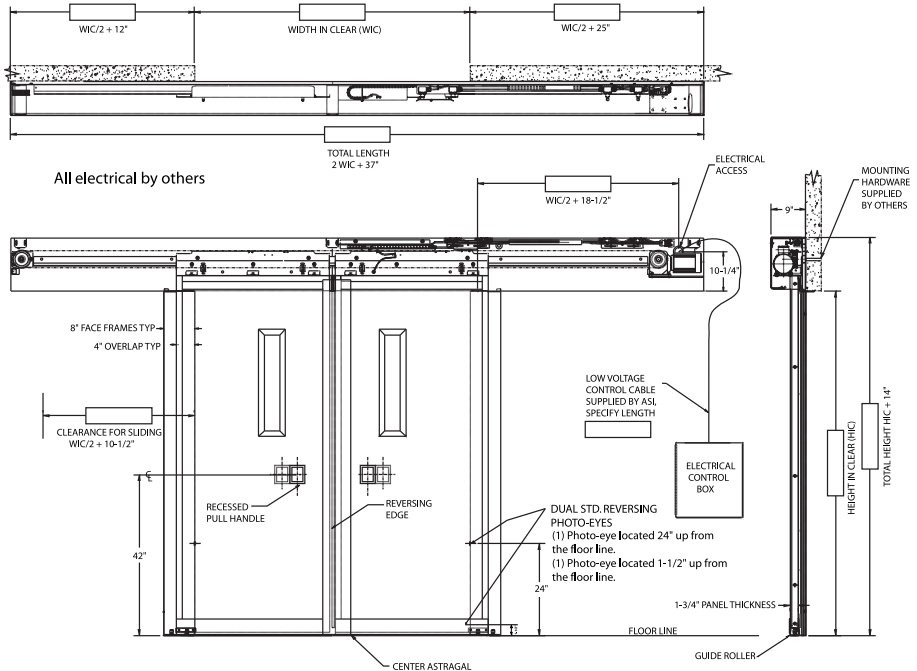 WIC/2 + 12"
WIDTH IN CLEAR (WIC)
WIC/2 + 25"
TOTAL LENGTH
2 WIC + 37"
All electrical by others
ELECTRICAL
ACCESS
WIC/2 + 18-1/2"
MOUNTING
HARDWARE
SUPPLIED
BY OTHERS
9"
10-1/4"
8" FACE FRAMES TYP
4" OVERLAP TYP
CLEARANCE FOR SLIDING
WIC/2 + 10-1/2"
LOW VOLTAGE
CONTROL CABLE
SUPPLIED BY ASI,
SPECIFY LENGTH
ELECTRICAL
CONTROL
BOX
HEIGHT IN CLEAR (HIC)
TOTAL HEIGHT HIC + 14"
RECESSED
PULL HANDLE
REVERSING
EDGE
DUAL STD. REVERSING
PHOTO-EYES
(1) Photo-eye located 24" up from
the floor line.
(1) Photo-eye located 1-1/2" up from
the floor line.
42"
24"
1-3/4" PANEL THICKNESS
FLOOR LINE
GUIDE ROLLER
CENTER ASTRAGAL